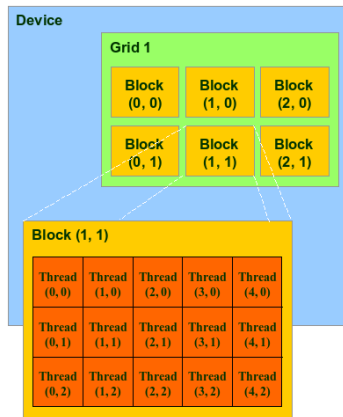 Device
Grid 1
Block
(0, 0)
Block
(1, 0)
Block
(2, 0)
Block
(0, 1)
Block
(1, 1)
Block
(2, 1)
Block (1, 1)
Thread
(0, 0)
Thread
(1, 0)
Thread
(2, 0)
Thread
(3, 0)
Thread
(4, 0)
Thread
(0, 1)
Thread
(1, 1)
Thread
(2, 1)
Thread
(3, 1)
Thread
(4, 1)
Thread
(0, 2)
Thread
(1, 2)
Thread
(2, 2)
Thread
(3, 2)
Thread
(4, 2)